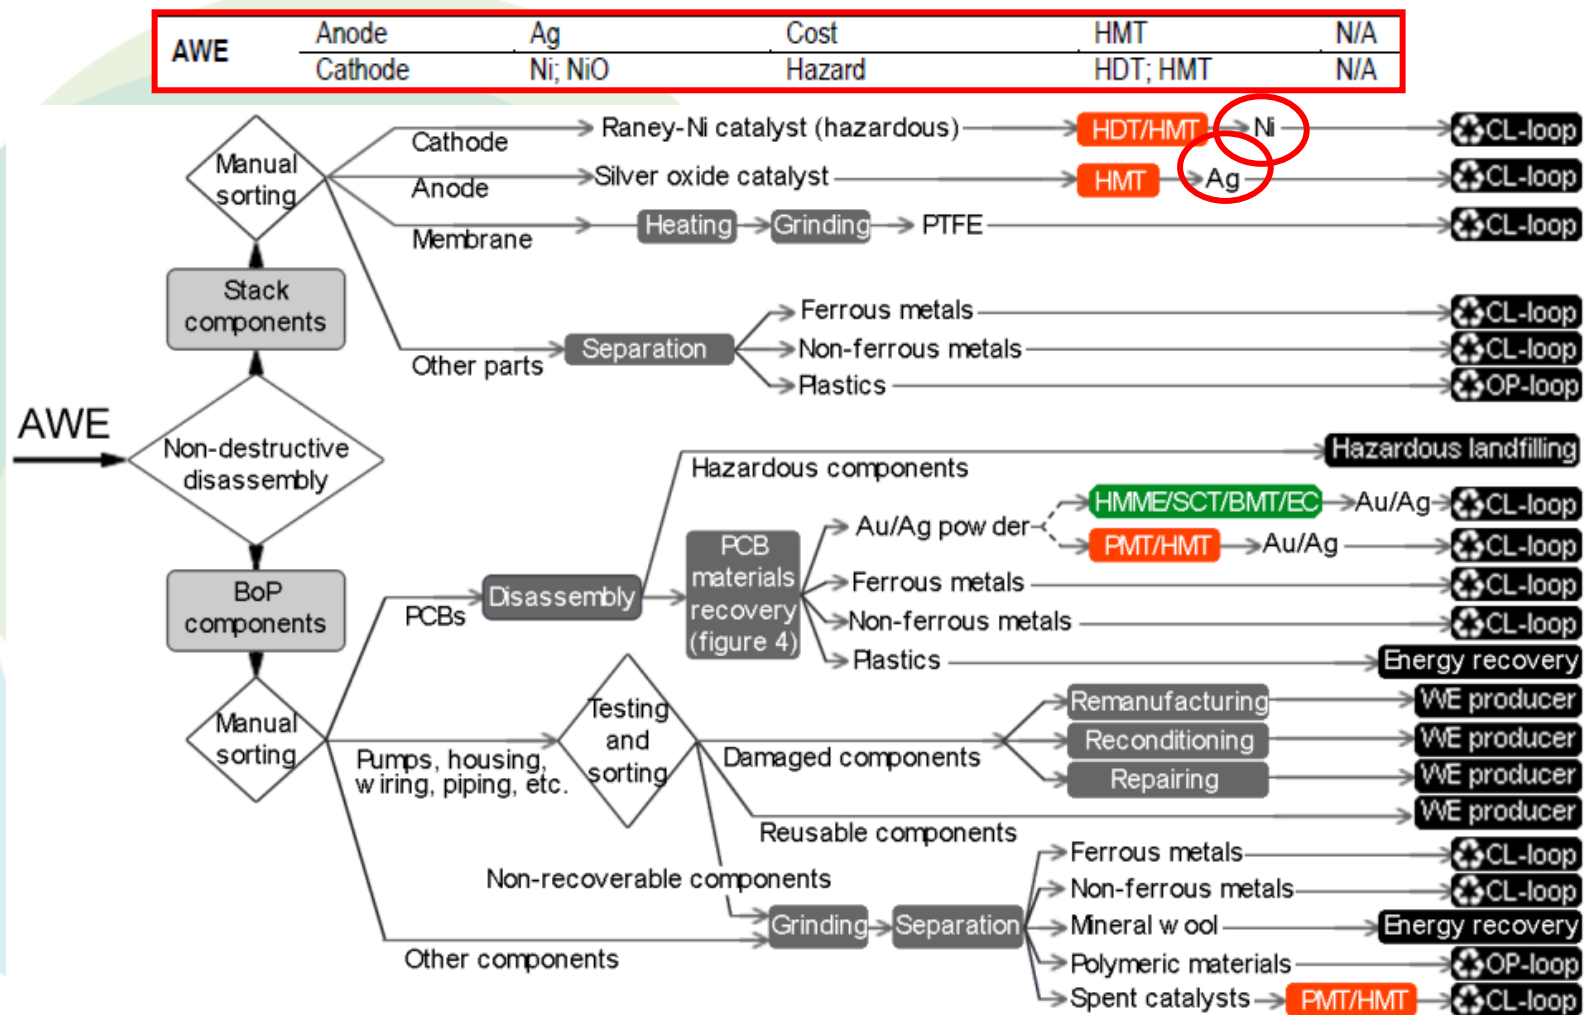 AWE Anode Ag Cost HMT N/A
Cathode Ni; NiO Hazard HDT; HMT N/A
Cathode Raney-Ni catalyst (hazardous) HDT/HMT Ni CL-loop
Manual sorting
Anode Silver oxide catalyst HMT Ag CL-loop
Membrane Heating Grinding PTFE CL-loop
Stack components
Other parts Separation
Ferrous metals CL-loop
Non-ferrous metals CL-loop
Plastics OP-loop
AWE
Non-destructive disassembly
Hazardous components Hazardous landfilling
BoP components
PCBs Disassembly
PCB materials recovery (figure 4)
Au/Ag powder
HMME/SCT/BMT/EC Au/Ag CL-loop
PMT/HMT Au/Ag CL-loop
Ferrous metals CL-loop
Non-ferrous metals CL-loop
Plastics Energy recovery
Manual sorting
Pumps, housing, wiring, piping, etc.
Testing and sorting
Damaged components
Remanufacturing WE producer
Reconditioning WE producer
Repairing WE producer
Reusable components WE producer
Non-recoverable components
Other components
Grinding Separation
Ferrous metals CL-loop
Non-ferrous metals CL-loop
Mineral wool Energy recovery
Polymeric materials OP-loop
Spent catalysts PMT/HMT CL-loop